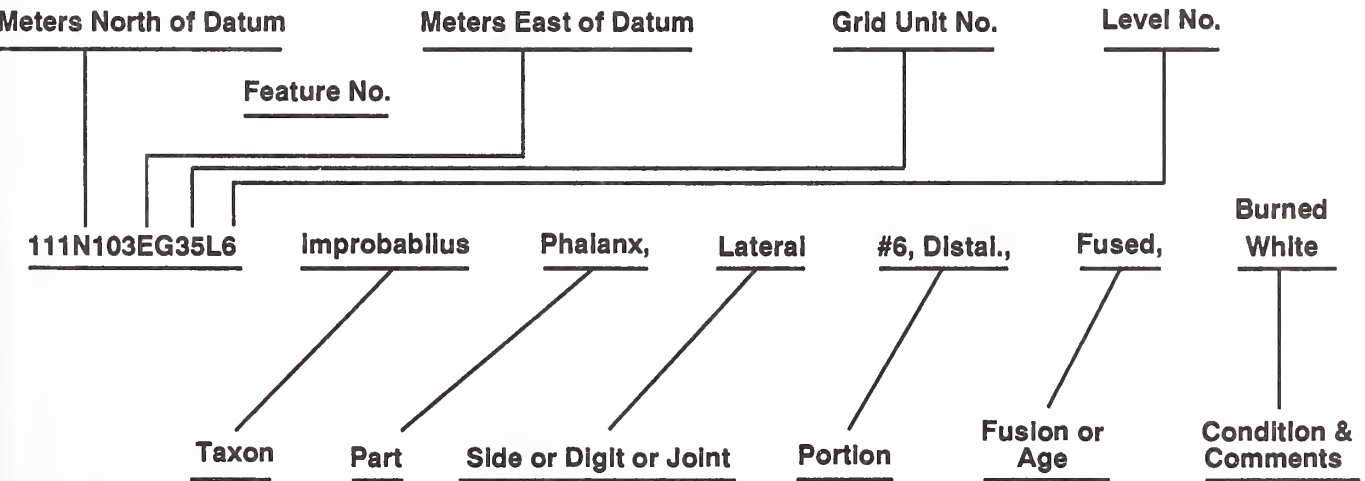 Meters North of Datum
Meters East of Datum
Grid Unit No.
Level No.
Feature No.
111N103EG35L6
Improbabilus
Phalanx,
Lateral
#6, Distal.,
Fused,
Burned
White
Taxon
Part
Side or Digit or Joint
Portion
Fusion or
Age
Condition &
Comments